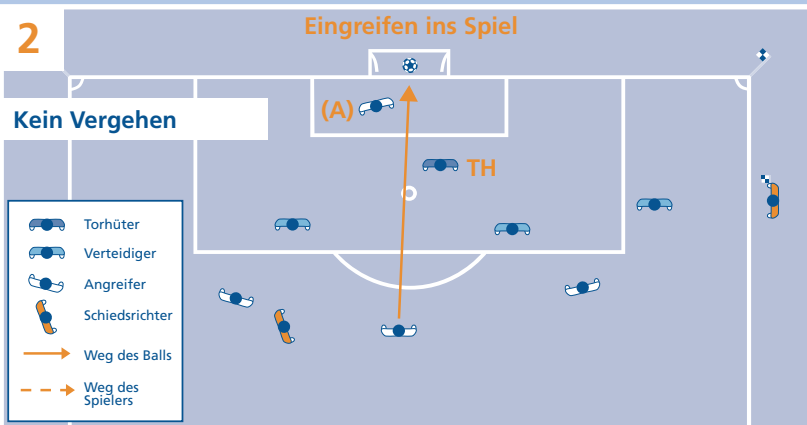 2
Eingreifen ins Spiel
Kein Vergehen
(A)
TH
Torhüter
Verteidiger
Angreifer
Schiedsrichter
Weg des Balls
Weg des
Spielers